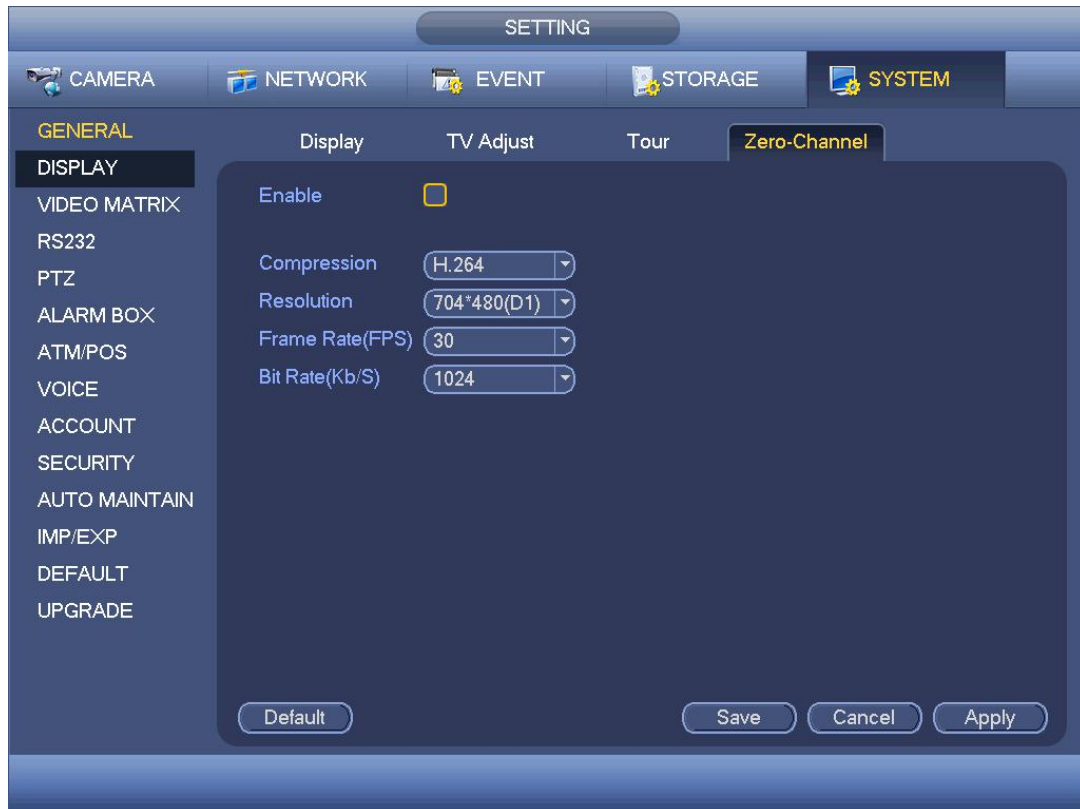 SETTING
CAMERA NETWORK EVENT STORAGE SYSTEM
GENERAL
DISPLAY
VIDEO MATRIX
RS232
PTZ
ALARM BOX
ATM/POS
VOICE
ACCOUNT
SECURITY
AUTO MAINTAIN
IMP/EXP
DEFAULT
UPGRADE
Display TV Adjust Tour Zero-Channel
Enable
Compression H.264
Resolution 704*480(D1)
Frame Rate(FPS) 30
Bit Rate(Kb/S) 1024
Default Save Cancel Apply